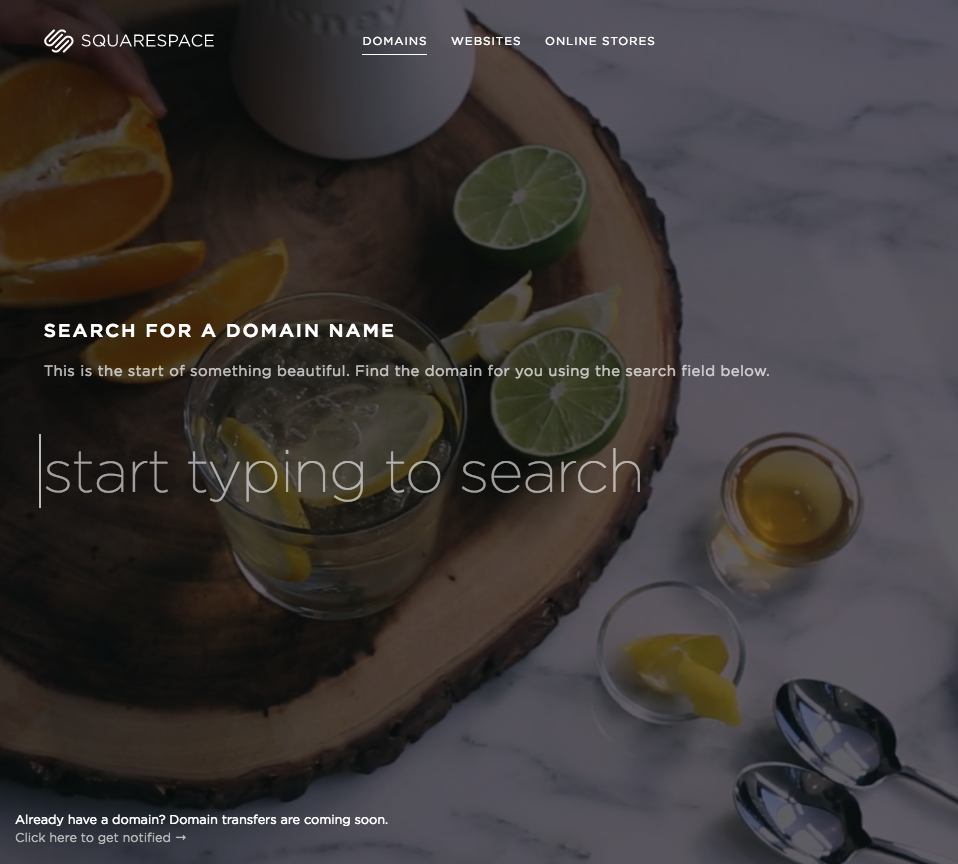 SQUARESPACE
DOMAINS WEBSITES ONLINE STORES
honey
SEARCH FOR A DOMAIN NAME
This is the start of something beautiful. Find the domain for you using the search field below.
start typing to search
Already have a domain? Domain transfers are coming soon.
Click here to get notified →